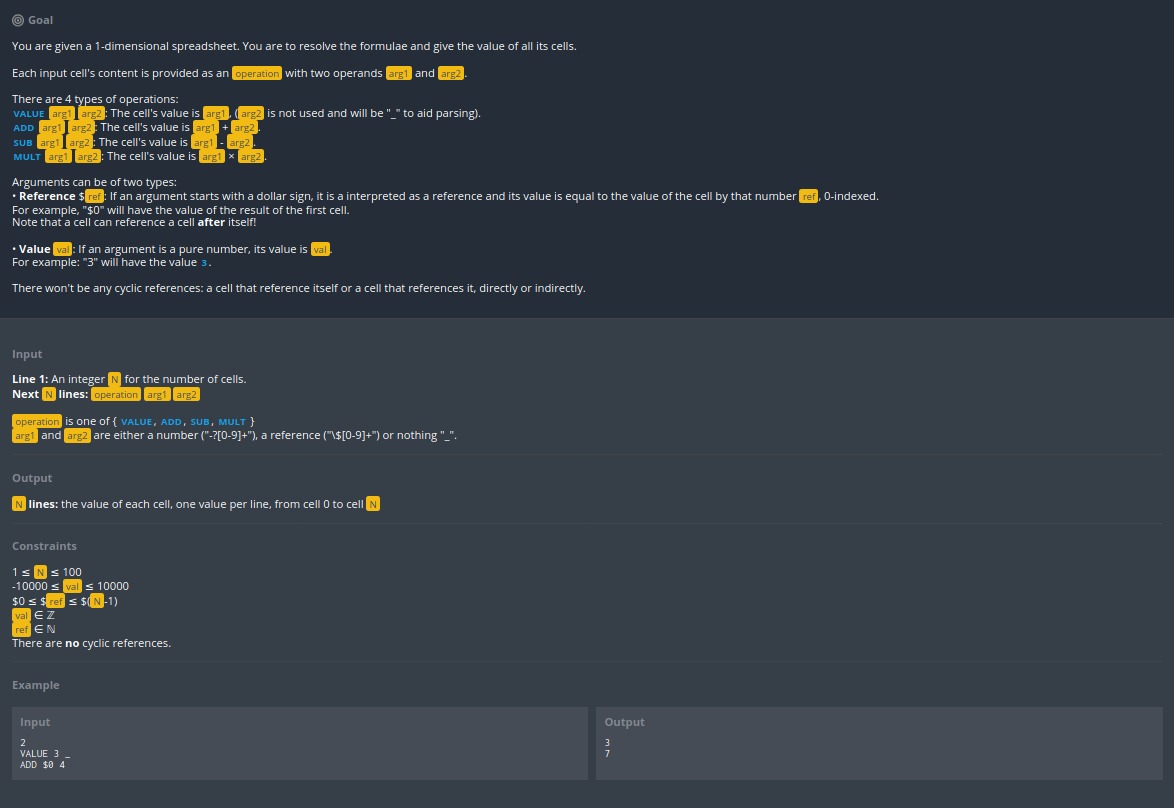 Goal
You are given a 1-dimensional spreadsheet. You are to resolve the formulae and give the value of all its cells.
Each input cell's content is provided as an operation with two operands arg1 and arg2.
There are 4 types of operations:
VALUE arg1 arg2: The cell's value is arg1, (arg2 is not used and will be "_" to aid parsing).
ADD arg1 arg2: The cell's value is arg1 + arg2.
SUB arg1 arg2: The cell's value is arg1 - arg2.
MULT arg1 arg2: The cell's value is arg1 × arg2.
Arguments can be of two types:
• Reference $ref: If an argument starts with a dollar sign, it is a interpreted as a reference and its value is equal to the value of the cell by that number ref, 0-indexed.
For example, "$0" will have the value of the result of the first cell.
Note that a cell can reference a cell after itself!
• Value val: If an argument is a pure number, its value is val.
For example: "3" will have the value 3.
There won't be any cyclic references: a cell that reference itself or a cell that references it, directly or indirectly.
Input
Line 1: An integer N for the number of cells.
Next N lines: operation arg1 arg2
operation is one of { VALUE, ADD, SUB, MULT }
arg1 and arg2 are either a number ("-?[0-9]+"), a reference ("\$[0-9]+") or nothing "_".
Output
N lines: the value of each cell, one value per line, from cell 0 to cell N
Constraints
1 ≤ N ≤ 100
-10000 ≤ val ≤ 10000
$0 ≤ $ref ≤ $(N-1)
val ∈ ℤ
ref ∈ ℕ
There are no cyclic references.
Example
Input
2
VALUE 3 _
ADD $0 4
Output
3
7